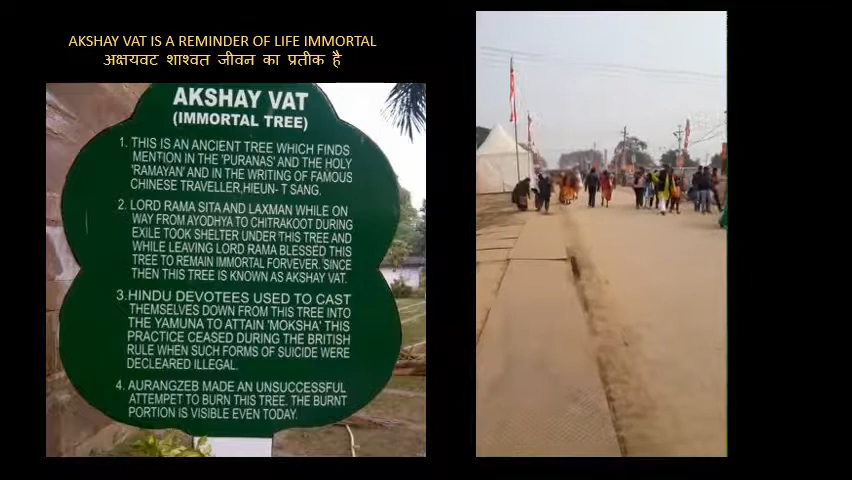 AKSHAY VAT IS A REMINDER OF LIFE IMMORTAL
अक्षयवट शाश्वत जीवन का प्रतीक है
AKSHAY VAT
(IMMORTAL TREE)
1. THIS IS AN ANCIENT TREE WHICH FINDS
MENTION IN THE 'PURANAS' AND THE HOLY
'RAMAYAN' AND IN THE WRITING OF FAMOUS
CHINESE TRAVELLER,HIEUN- T SANG.
2. LORD RAMA SITA AND LAXMAN WHILE ON
WAY FROM AYODHYA TO CHITRAKOOT DURING
EXILE TOOK SHELTER UNDER THIS TREE AND
WHILE LEAVING LORD RAMA BLESSED THIS
TREE TO REMAIN IMMORTAL FORVEVER. SINCE
THEN THIS TREE IS KNOWN AS AKSHAY VAT.
3. HINDU DEVOTEES USED TO CAST
THEMSELVES DOWN FROM THIS TREE INTO
THE YAMUNA TO ATTAIN 'MOKSHA' THIS
PRACTICE CEASED DURING THE BRITISH
RULE WHEN SUCH FORMS OF SUICIDE WERE
DECLEARED ILLEGAL.
4. AURANGZEB MADE AN UNSUCCESSFUL
ATTEMPET TO BURN THIS TREE. THE BURNT
PORTION IS VISIBLE EVEN TODAY.